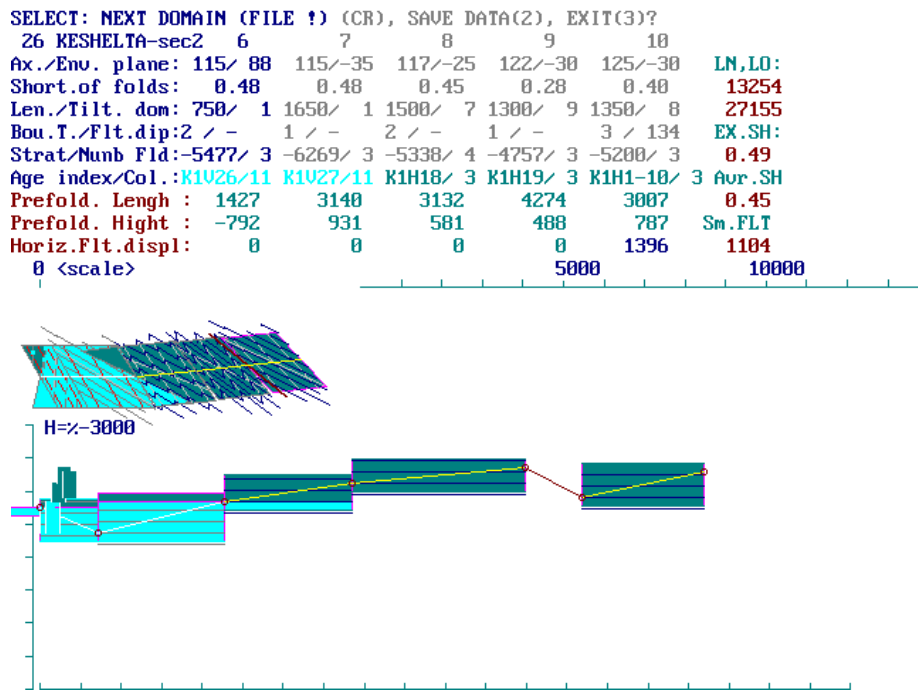 SELECT: NEXT DOMAIN (FILE !) (CR), SAVE DATA(2), EXIT(3)?
26 KESHELTA-sec2 6 7 8 9 10
Ax./Env. plane: 115/ 88 115/-35 117/-25 122/-30 125/-30 LN,LO:
Short.of folds: 0.48 0.48 0.45 0.28 0.40 13254
Len./Tilt. dom: 750/ 1 1650/ 1 1500/ 7 1300/ 9 1350/ 8 27155
Bou.T./Flt.dip:2 / - 1 / - 2 / - 1 / - 3 / 134 EX.SH:
Strat/Nunb Fld:-5477/ 3 -6269/ 3 -5338/ 4 -4757/ 3 -5200/ 3 0.49
Age index/Col.:K1V26/11 K1V27/11 K1H18/ 3 K1H19/ 3 K1H1-10/ 3 Avr.SH
Prefold. Lengh : 1427 3140 3132 4274 3007 0.45
Prefold. Hight : -792 931 581 488 787 Sm.FLT
Horiz.Flt.displ: 0 0 0 0 1396 1104
0 <scale> 5000 10000
H=%-3000